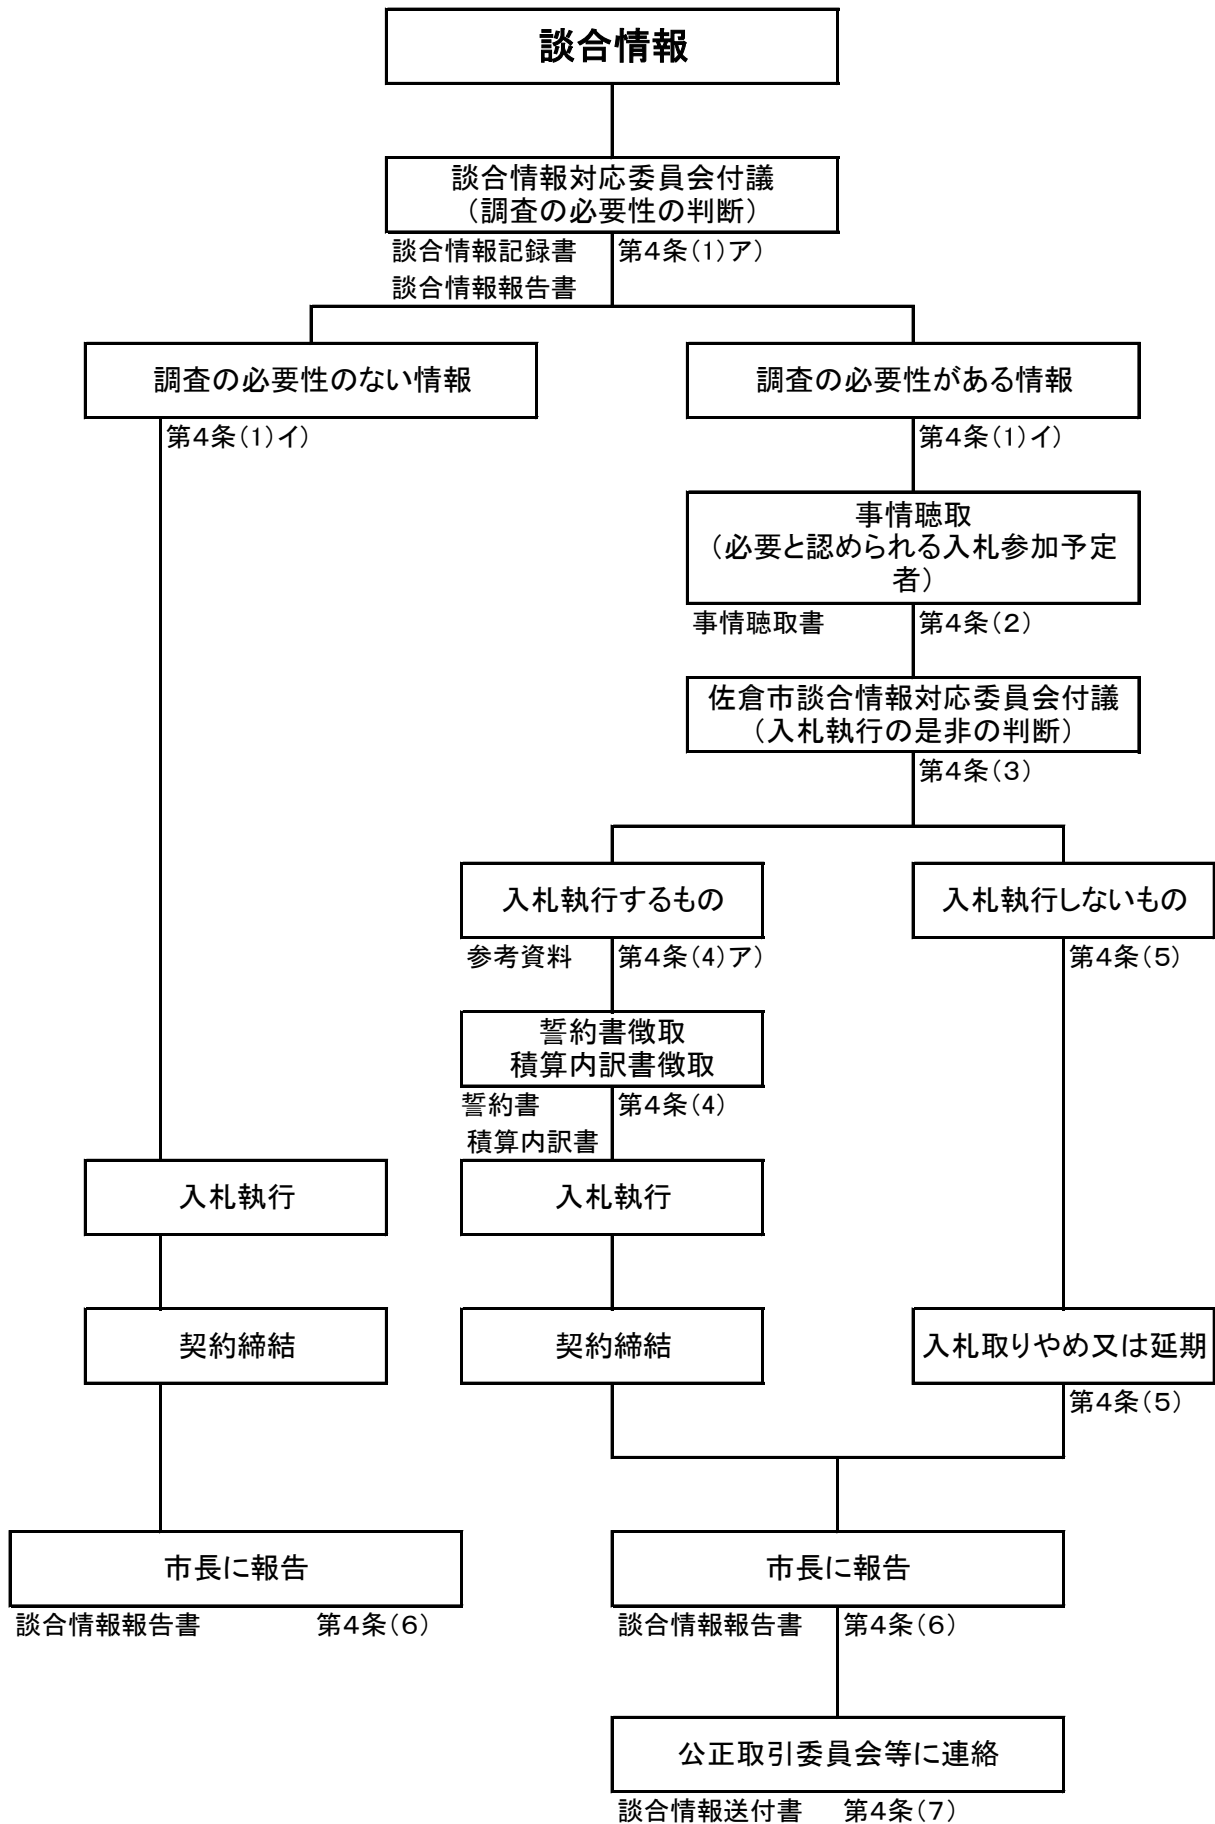 談合情報
談合情報対応委員会付議
（調査の必要性の判断）
談合情報記録書
第4条（1）ア）
談合情報報告書
調査の必要性のない情報
調査の必要性がある情報
第4条（1）イ）
第4条（1）イ）
事情聴取
（必要と認められる入札参加予定
者）
事情聴取書
第4条（2）
佐倉市談合情報対応委員会付議
（入札執行の是非の判断）
第4条（3）
入札執行するもの
入札執行しないもの
参考資料
第4条（4）ア）
第4条（5）
誓約書徴取
積算内訳書徴取
誓約書
第4条（4）
積算内訳書
入札執行
入札執行
契約締結
契約締結
入札取りやめ又は延期
第4条（5）
市長に報告
市長に報告
談合情報報告書
第4条（6）
談合情報報告書
第4条（6）
公正取引委員会等に連絡
談合情報送付書
第4条（7）